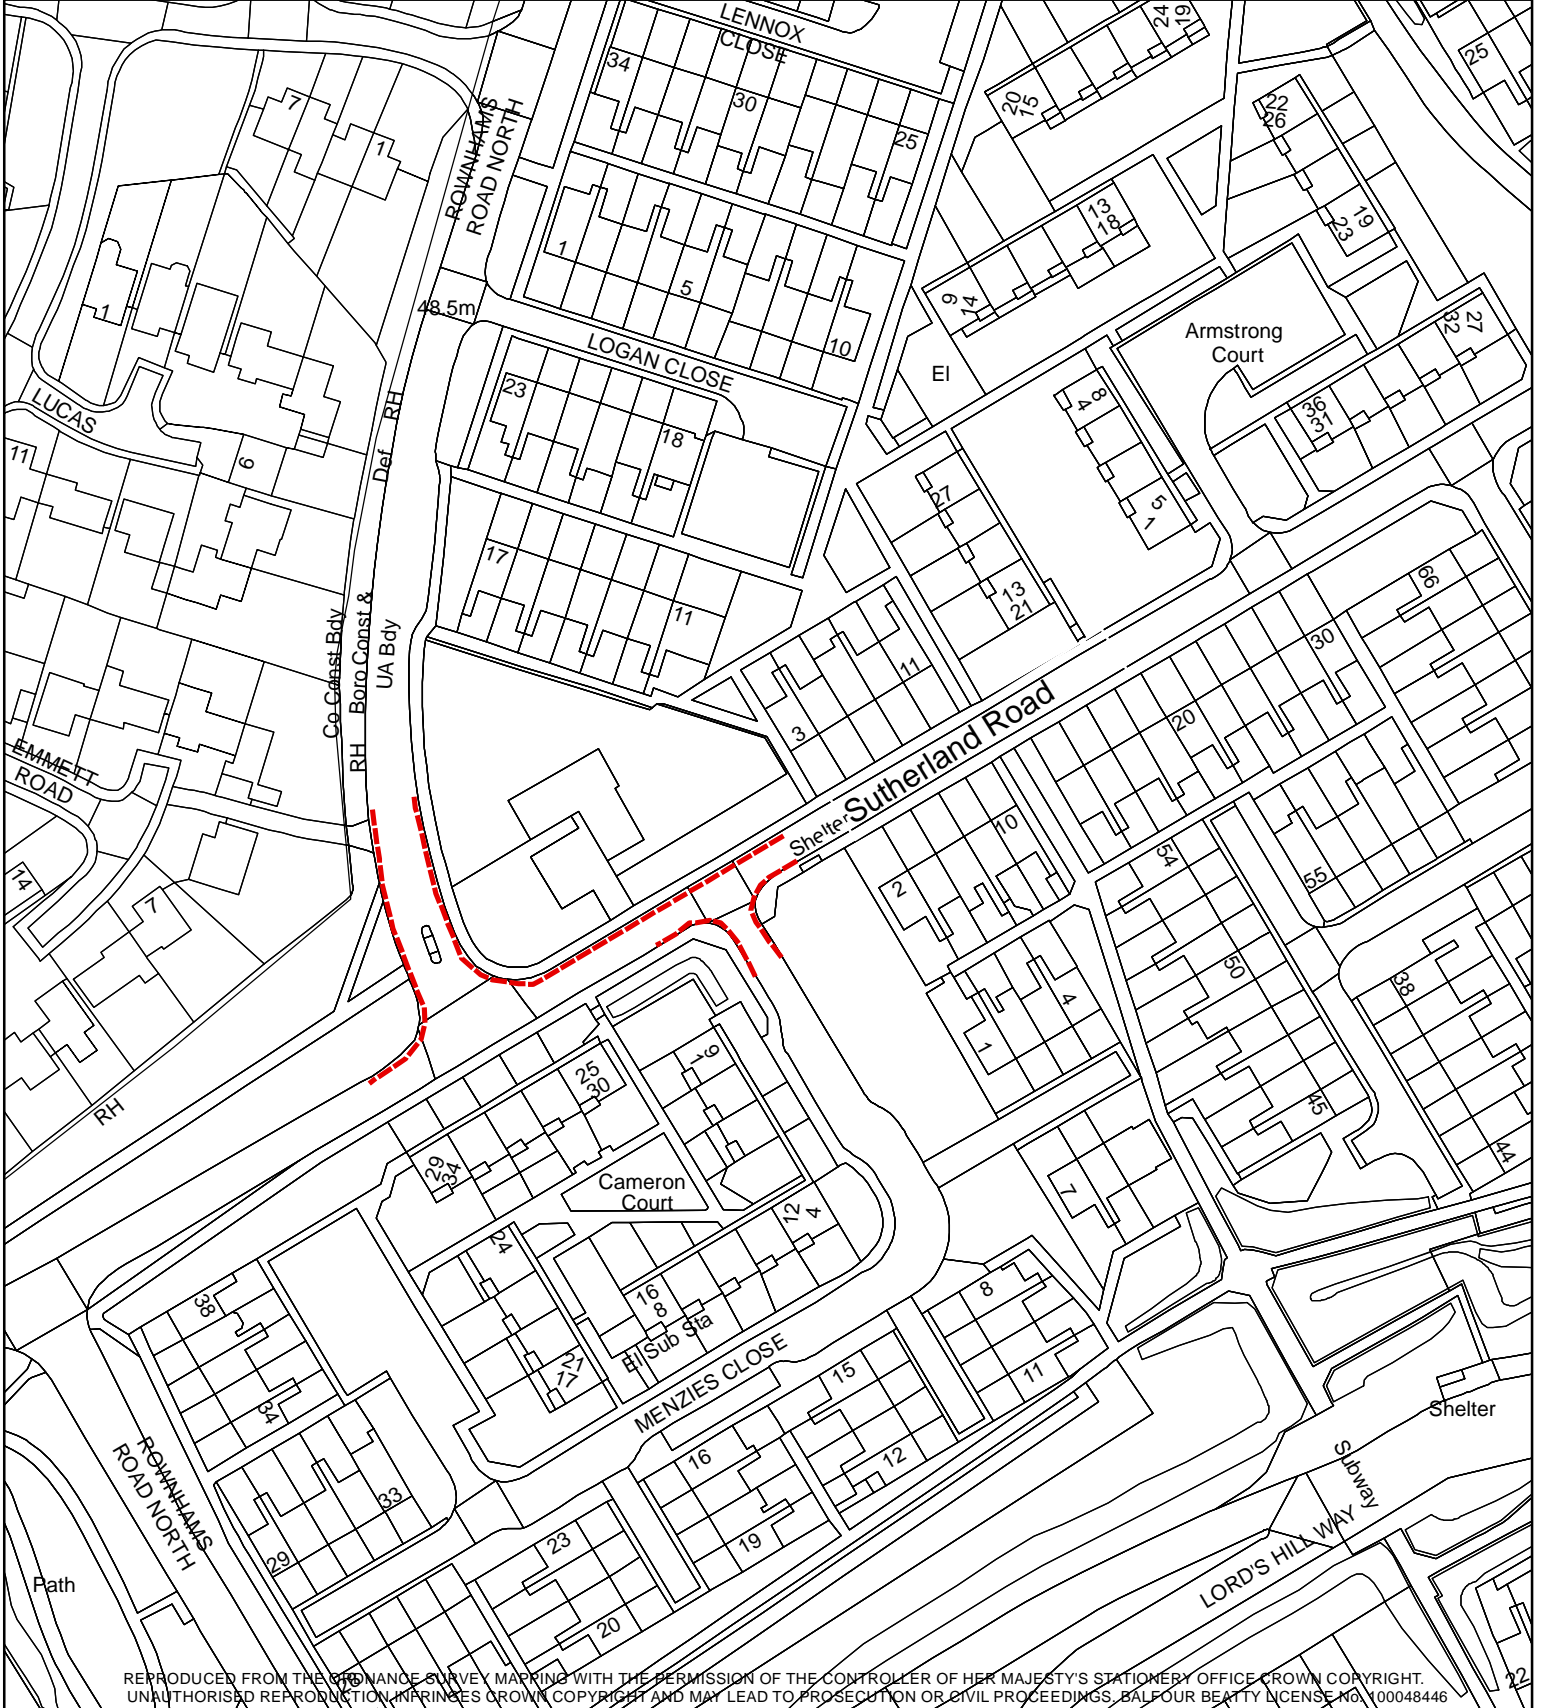 LENNOX
CLOSE
24
19
25
34
30
25
20
15
22
26
7
1
ROWNHAMS
ROAD NORTH
13
18
19
23
1
5
10
9
14
1
48.5m
LOGAN CLOSE
Armstrong
Court
32
27
El
23
18
8
4
36
31
LUCAS
11
6
Def
RH
27
5
1
17
11
13
21
66
Co Const Bdy
Boro Const &
UA Bdy
RH
3
11
30
20
EMMETT
ROAD
Sutherland Road
Shelter
10
2
54
55
14
7
50
38
4
1
45
44
RH
25
30
9
1
29
34
Cameron
Court
12
4
7
24
16
8
El Sub Sta
8
11
38
34
21
17
MENZIES CLOSE
15
12
16
19
Shelter
Subway
ROWNHAMS
ROAD NORTH
33
29
23
20
LORD'S HILL WAY
Path
28
22
REPRODUCED FROM THE ORDNANCE SURVEY MAPPING WITH THE PERMISSION OF THE CONTROLLER OF HER MAJESTY'S STATIONERY OFFICE CROWN COPYRIGHT.
UNAUTHORISED REPRODUCTION INFRINGES CROWN COPYRIGHT AND MAY LEAD TO PROSECUTION OR CIVIL PROCEEDINGS. BALFOUR BEATTY LICENSE No. 100048446